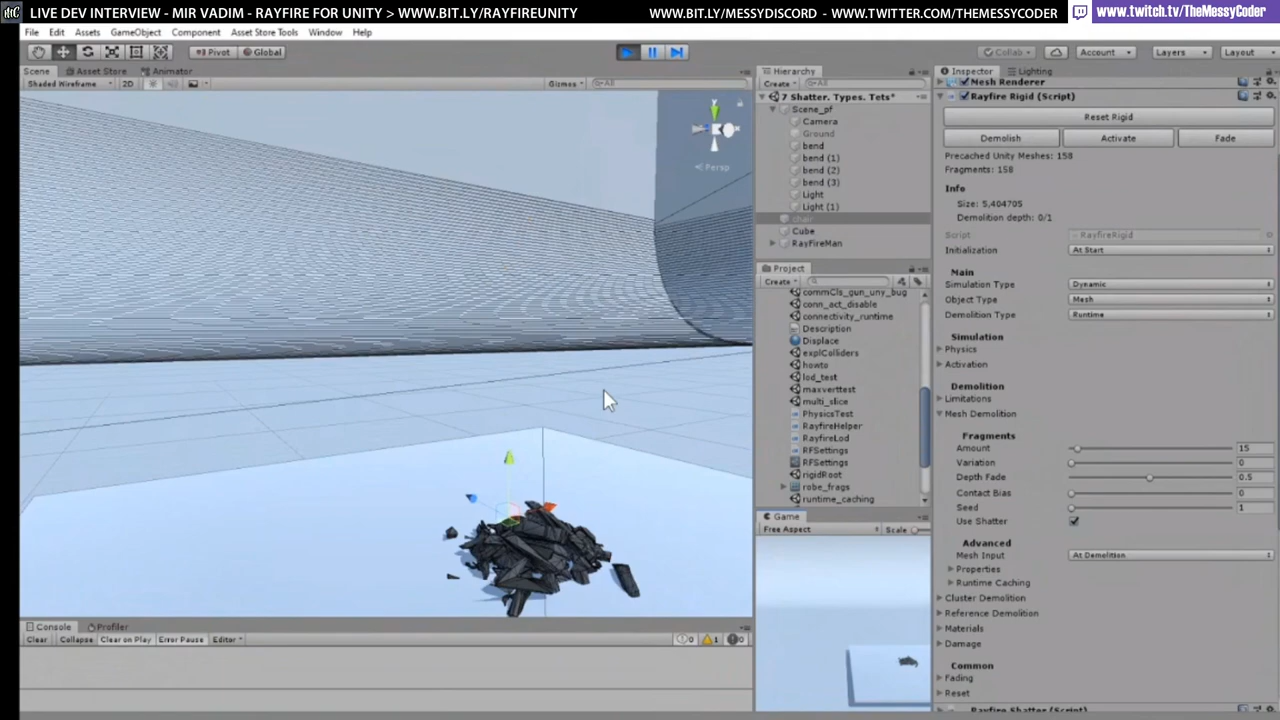 LIVE DEV INTERVIEW - MIR VADIM - RAYFIRE FOR UNITY > WWW.BIT.LY/RAYFIREUNITY
WWW.BIT.LY/MESSYDISCORD - WWW.TWITTER.COM/THEMESSYCODER
www.twitch.tv/TheMessyCoder
File Edit Assets GameObject Component Asset Store Tools Window Help
Pivot Global
Collab Account Layers Layout
Scene Asset Store Animator
Shaded Wireframe 2D Gizmos All
Persp
Hierarchy
Create All
7 Shatter. Types. Tets*
Scene_pf
Camera
Ground
bend
bend (1)
bend (2)
bend (3)
Light
Light (1)
chair
Cube
RayFireMan
Project
Create
commCls_gun_uny_bug
conn_act_disable
connectivity_runtime
Description
Displace
explColliders
howto
lod_test
maxverttest
multi_slice
PhysicsTest
RayfireHelper
RayfireLod
RFSettings
RFSettings
rigidRoot
robe_frags
runtime_caching
Game
Free Aspect Scale
Inspector Lighting
Mesh Renderer
Rayfire Rigid (Script)
Reset Rigid
Demolish Activate Fade
Precached Unity Meshes: 158
Fragments: 158
Info
Size: 5,404705
Demolition depth: 0/1
Script RayfireRigid
Initialization At Start
Main
Simulation Type Dynamic
Object Type Mesh
Demolition Type Runtime
Simulation
Physics
Activation
Demolition
Limitations
Mesh Demolition
Fragments
Amount 15
Variation 0
Depth Fade 0.5
Contact Bias 0
Seed 1
Use Shatter
Advanced
Mesh Input At Demolition
Properties
Runtime Caching
Cluster Demolition
Reference Demolition
Materials
Damage
Common
Fading
Reset
Rayfire Shatter (Script)
Console Profiler
Clear Collapse Clear on Play Error Pause Editor 0 1 0